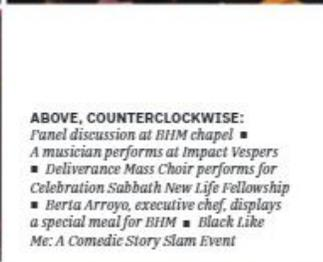 ABOVE, COUNTERCLOCKWISE:
Panel discussion at BHM chapel ■
A musician performs at Impact Vespers
■ Deliverance Mass Choir performs for
Celebration Sabbath New Life Fellowship
■ Berta Arroyo, executive chef, displays
a special meal for BHM ■ Black Like
Me: A Comedic Story Slam Event